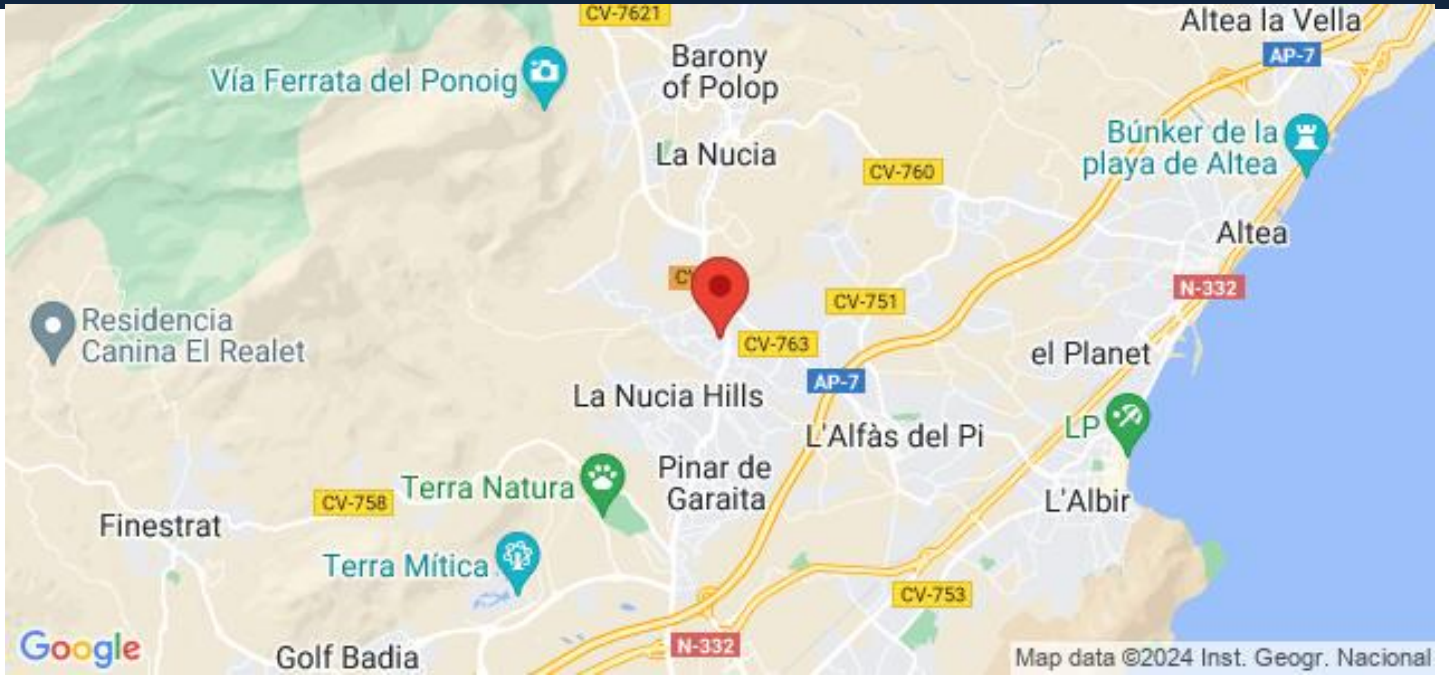 CV-7621
Altea la Vella
AP-7
Barony
of Polop
Vía Ferrata del Ponoig
Búnker de la
playa de Altea
La Nucia
CV-760
Altea
N-332
CV-751
Residencia
Canina El Realet
CV-763
el Planet
AP-7
La Nucia Hills
L'Alfàs del Pi
LP
Pinar de
Garaita
Terra Natura
CV-758
L'Albir
Finestrat
Terra Mítica
CV-753
N-332
Google
Golf Badia
Map data ©2024 Inst. Geogr. Nacional